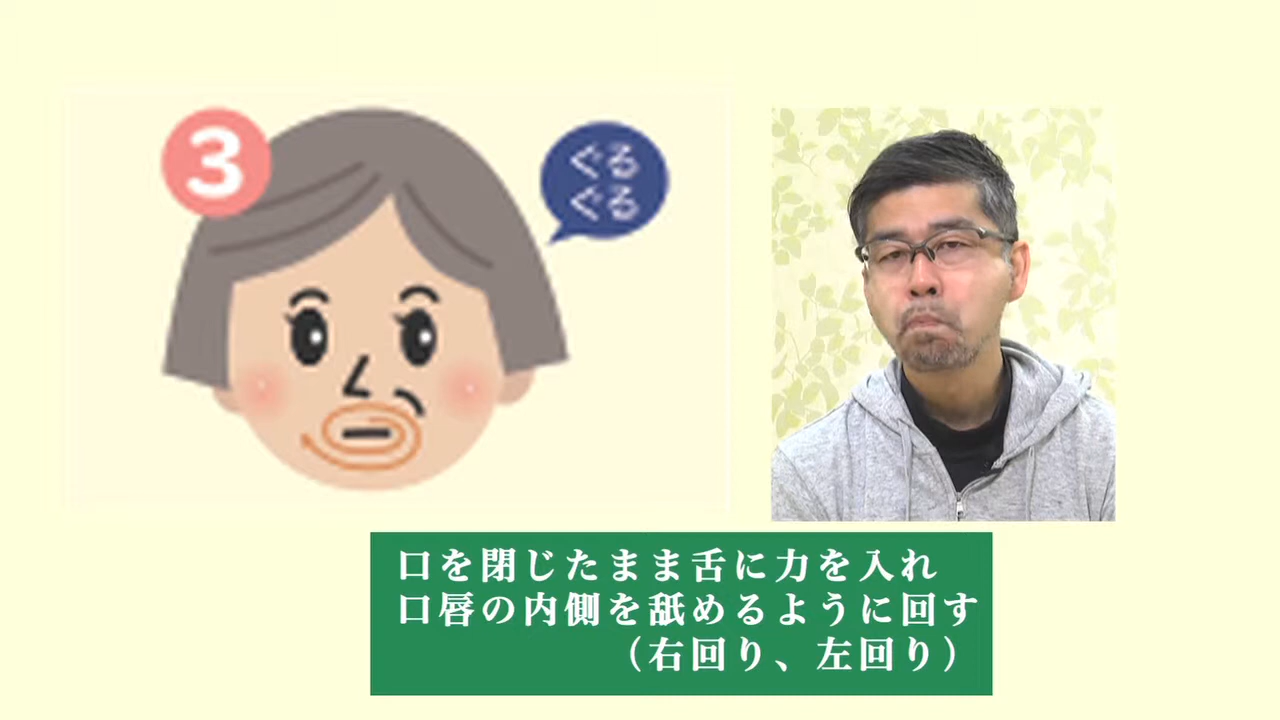 3
ぐる
ぐる
口を閉じたまま舌に力を入れ
口唇の内側を舐めるように回す
（右回り、左回り）